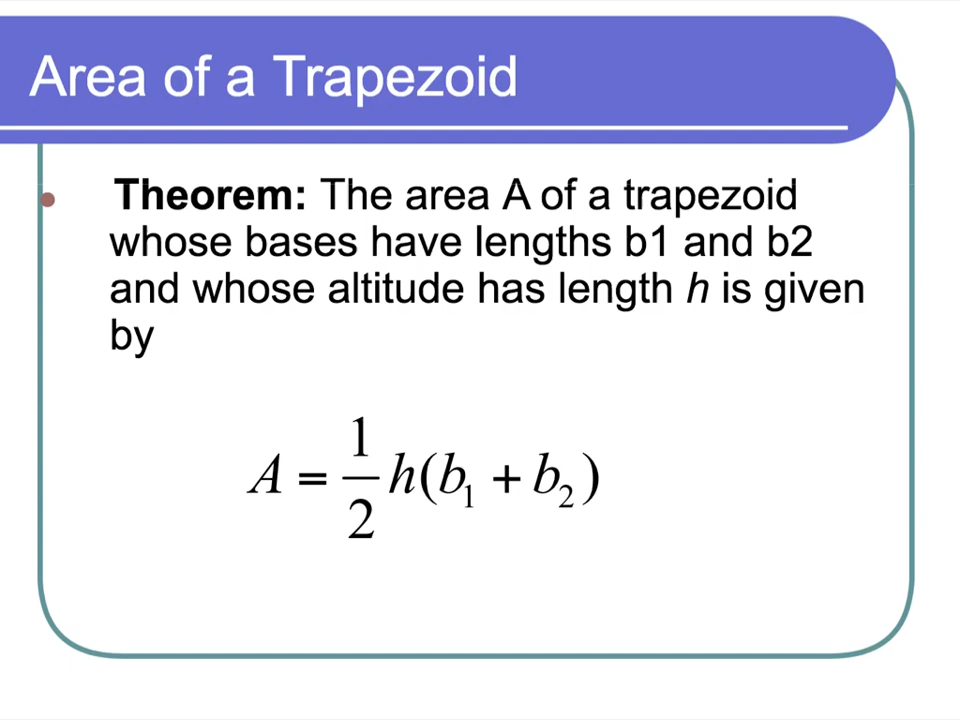 Area of a Trapezoid
• Theorem: The area A of a trapezoid
whose bases have lengths b1 and b2
and whose altitude has length h is given
by
A = 1/2 h(b₁ + b₂)